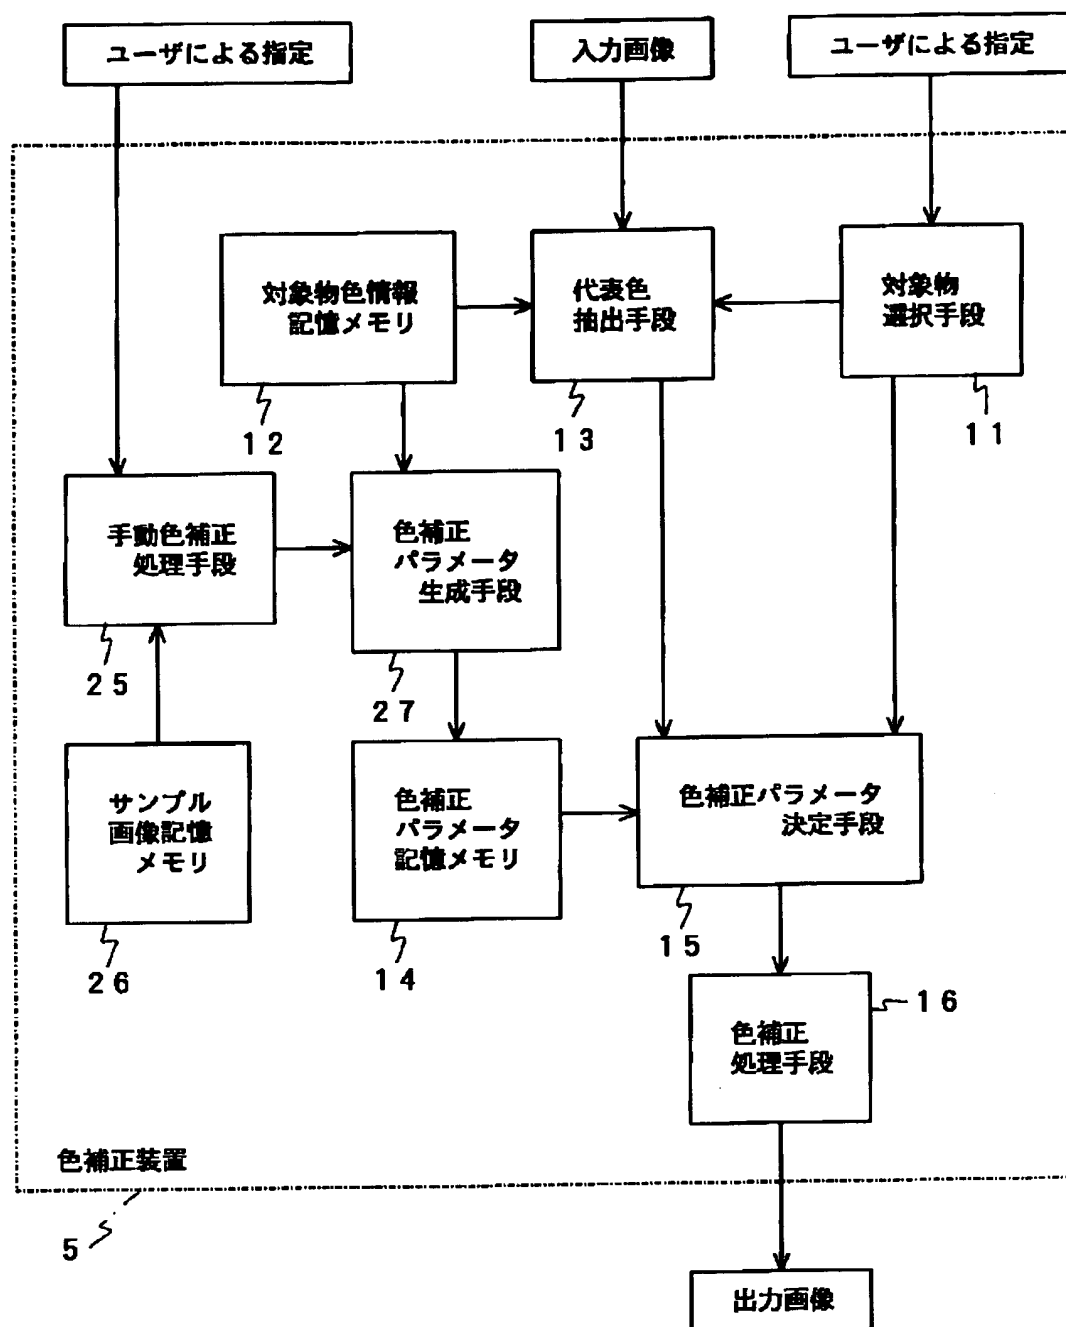 ユーザによる指定
入力画像
ユーザによる指定
対象物色情報
記憶メモリ
12
代表色
抽出手段
13
対象物
選択手段
11
手動色補正
処理手段
25
色補正
パラメータ
生成手段
27
サンプル
画像記憶
メモリ
26
色補正
パラメータ
記憶メモリ
14
色補正パラメータ
決定手段
15
色補正
処理手段
16
色補正装置
5
出力画像